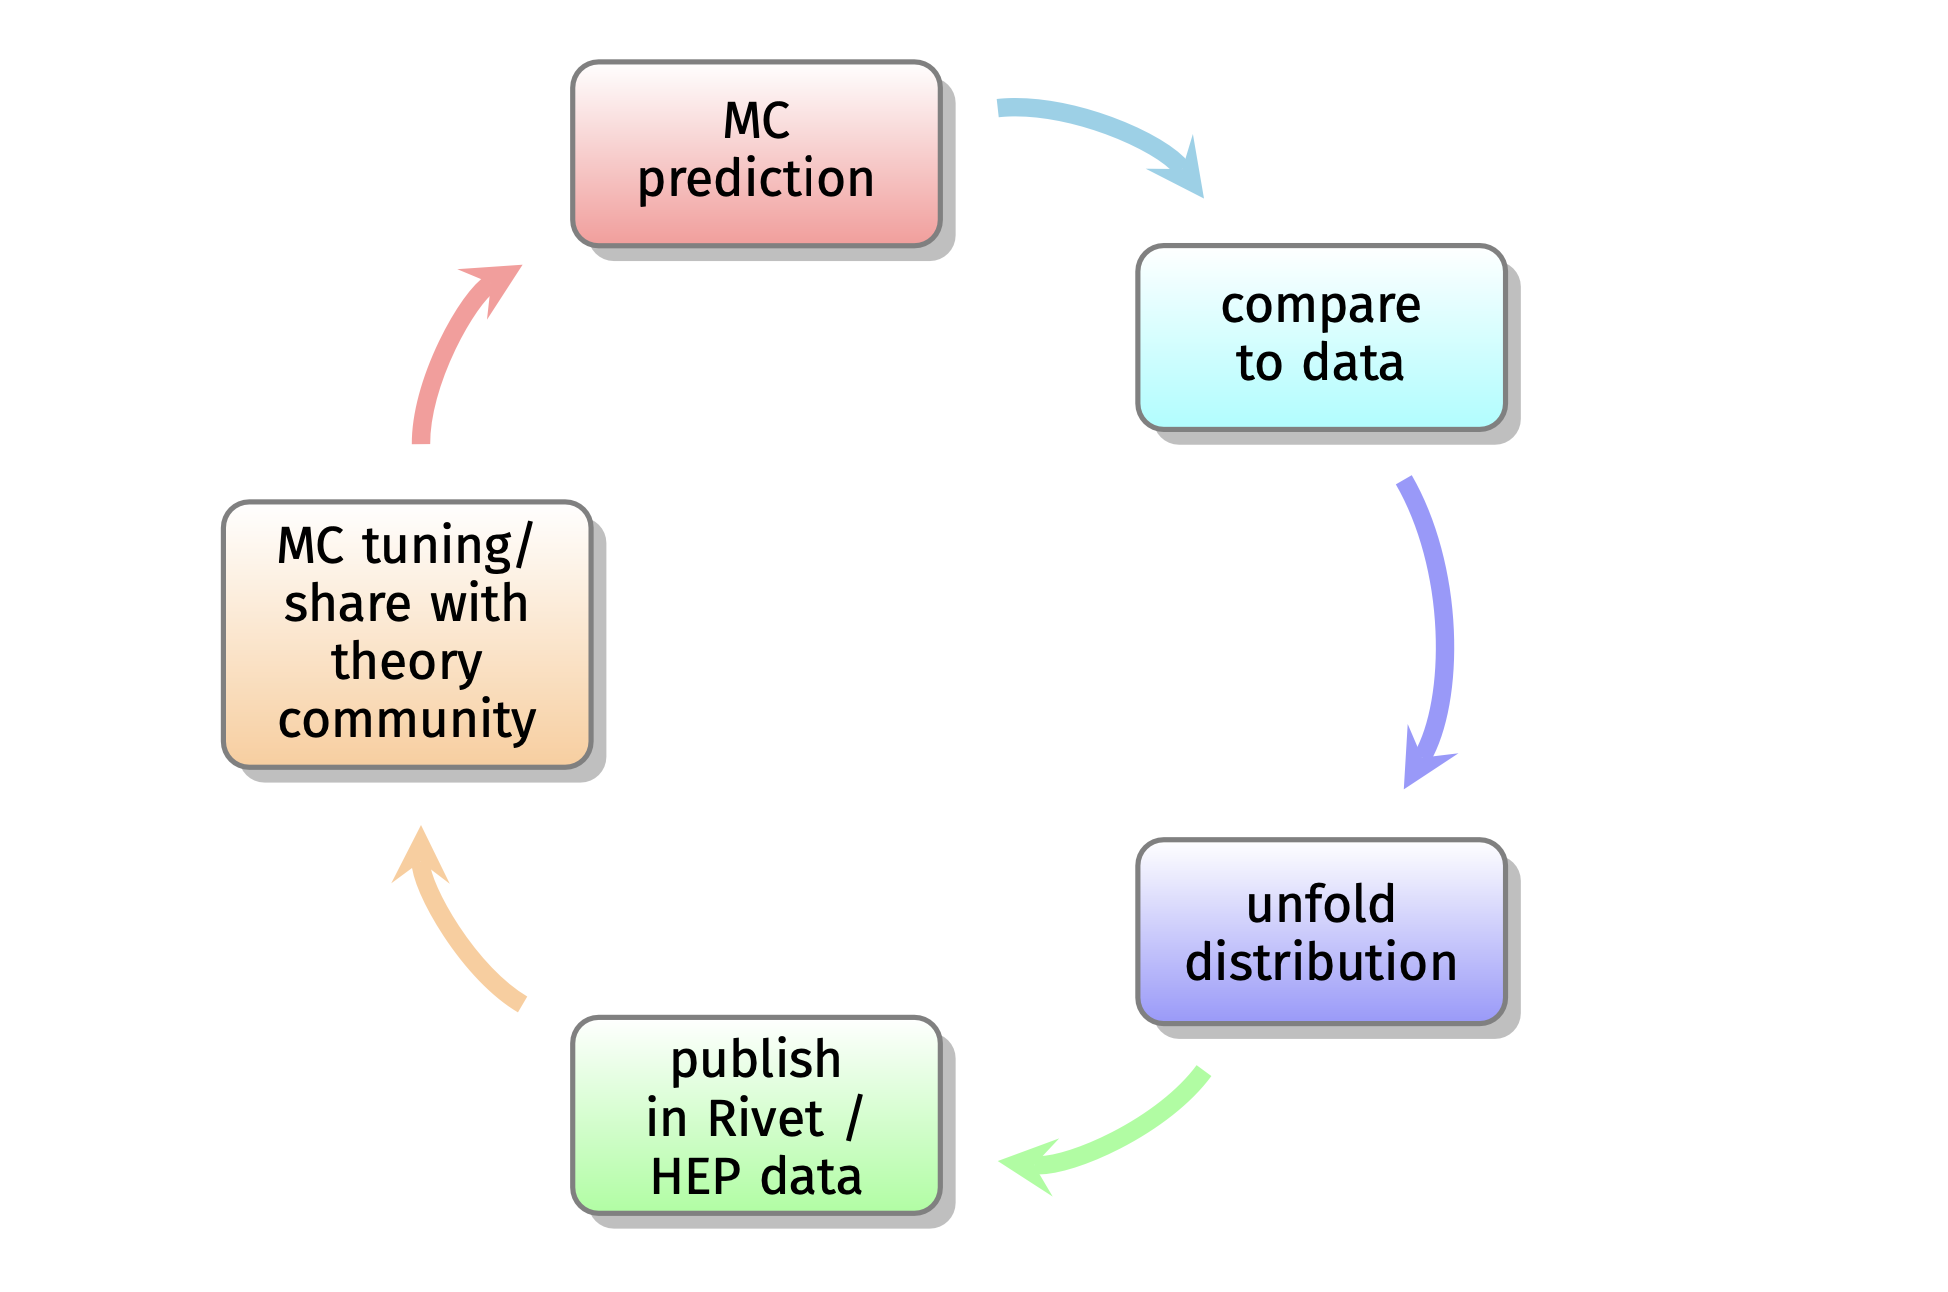 MC
prediction
compare
to data
unfold
distribution
publish
in Rivet /
HEP data
MC tuning/
share with
theory
community